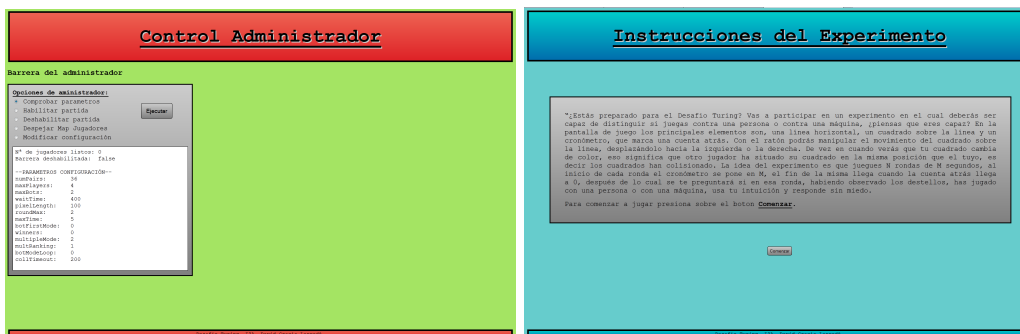 Control Administrador
Barrera del administrador
Opciones de aministrador:
Comprobar parametros
Habilitar partida
Deshabilitar partida
Despejar Map Jugadores
Modificar configuración
Ejecutar
Nº de jugadores listos: 0
Barrera deshabilitada: false
--PARAMETROS CONFIGURACIÓN--
numPairs: 36
maxPlayers: 4
maxBots: 2
waitTime: 400
pixelLength: 100
roundMax: 2
maxTime: 5
botFirstMode: 0
winners: 0
multipleMode: 2
multRanking: 1
botModeLoop: 0
collTimeout: 200
Instrucciones del Experimento
"¿Estás preparado para el Desafío Turing? Vas a participar en un experimento en el cual deberás ser
capaz de distinguir si juegas contra una persona o contra una máquina, ¿piensas que eres capaz? En la
pantalla de juego los principales elementos son, una línea horizontal, un cuadrado sobre la línea y un
cronómetro, que marca una cuenta atrás. Con el ratón podrás manipular el movimiento del cuadrado sobre
la línea, desplazándolo hacia la izquierda o la derecha. De vez en cuando verás que tu cuadrado cambia
de color, eso significa que otro jugador ha situado su cuadrado en la misma posición que el tuyo, es
decir los cuadrados han colisionado. La idea del experimento es que juegues N rondas de M segundos, al
inicio de cada ronda el cronómetro se pone en M, el fin de la misma llega cuando la cuenta atrás llega
a 0, después de lo cual se te preguntará si en esa ronda, habiendo observado los destellos, has jugado
con una persona o con una máquina, usa tu intuición y responde sin miedo.
Para comenzar a jugar presiona sobre el boton Comenzar.
Comenzar